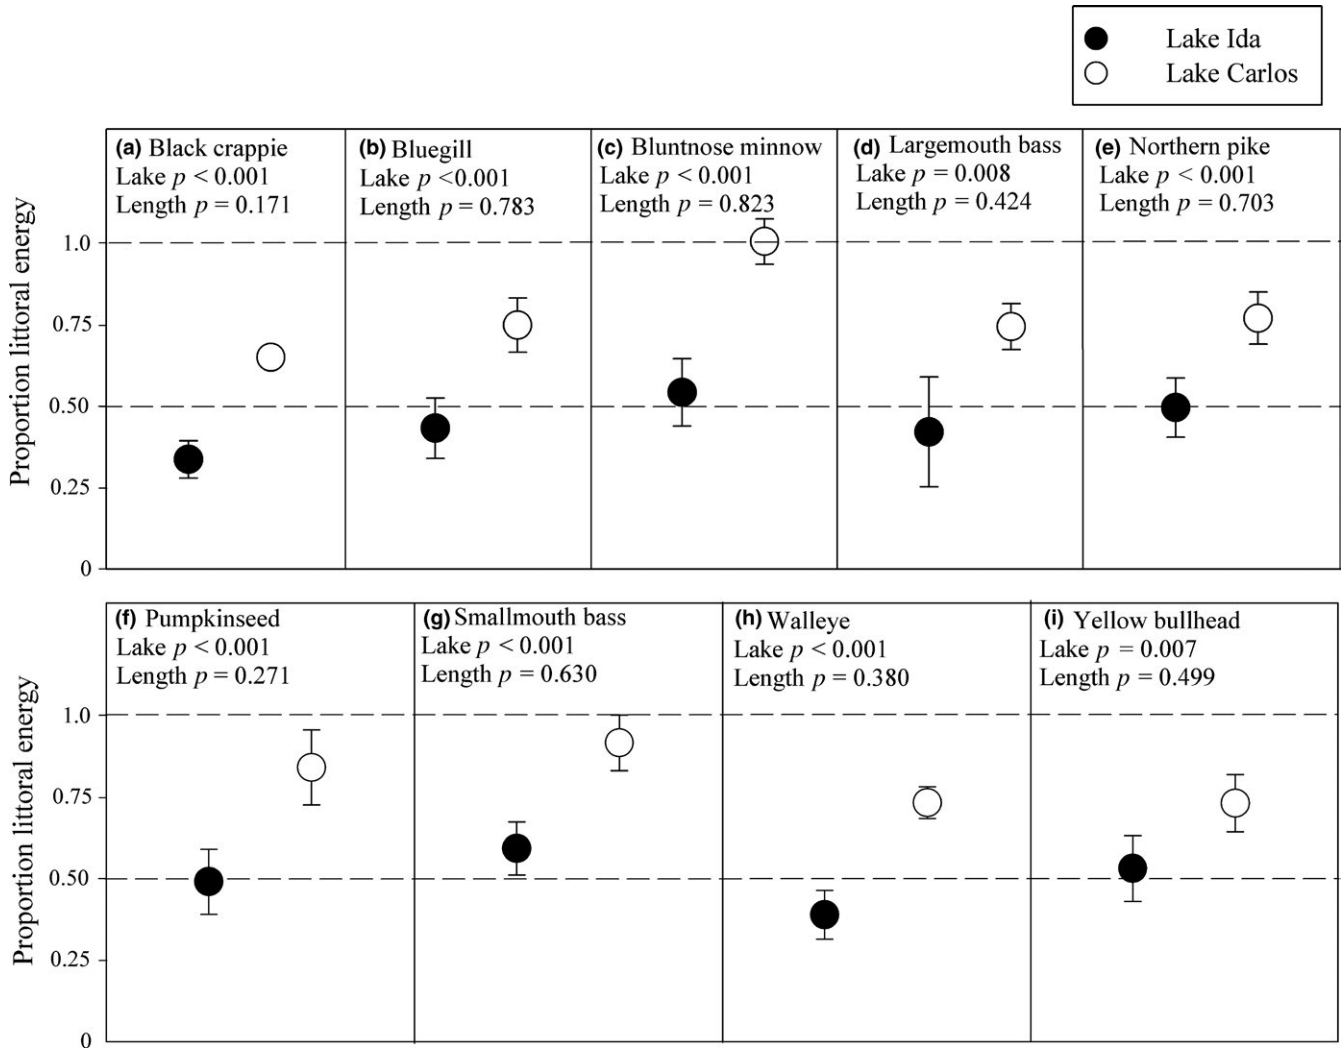 Lake Ida
Lake Carlos
(a) Black crappie
Lake p < 0.001
Length p = 0.171
(b) Bluegill
Lake p <0.001
Length p = 0.783
(c) Bluntnose minnow
Lake p < 0.001
Length p = 0.823
(d) Largemouth bass
Lake p = 0.008
Length p = 0.424
(e) Northern pike
Lake p < 0.001
Length p = 0.703
Proportion littoral energy
1.0
0.75
0.50
0.25
0
(f) Pumpkinseed
Lake p < 0.001
Length p = 0.271
(g) Smallmouth bass
Lake p < 0.001
Length p = 0.630
(h) Walleye
Lake p < 0.001
Length p = 0.380
(i) Yellow bullhead
Lake p = 0.007
Length p = 0.499
Proportion littoral energy
1.0
0.75
0.50
0.25
0